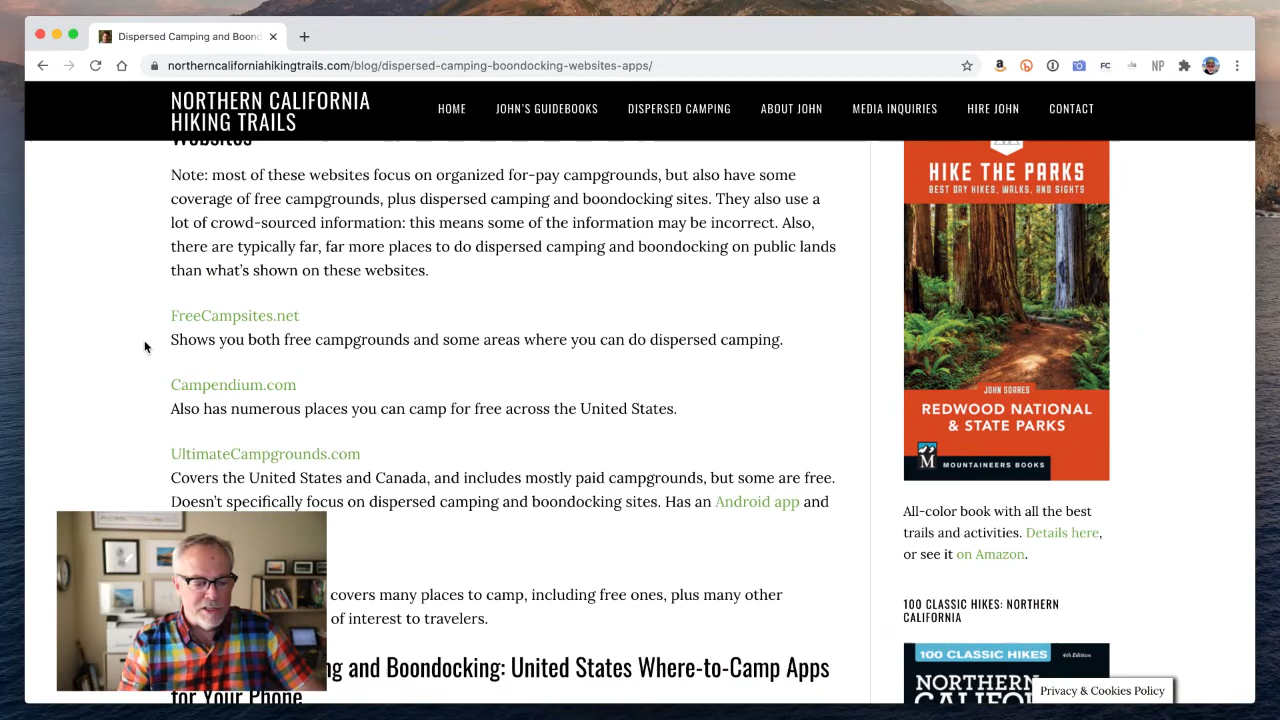 Dispersed Camping and Boond
northerncaliforniahikingtrails.com/blog/dispersed-camping-boondocking-websites-apps/
FC
NP
NORTHERN CALIFORNIA
HIKING TRAILS
HOME
JOHN'S GUIDEBOOKS
DISPERSED CAMPING
ABOUT JOHN
MEDIA INQUIRIES
HIRE JOHN
CONTACT
Websites
Note: most of these websites focus on organized for-pay campgrounds, but also have some
coverage of free campgrounds, plus dispersed camping and boondocking sites. They also use a
lot of crowd-sourced information: this means some of the information may be incorrect. Also,
there are typically far, far more places to do dispersed camping and boondocking on public lands
than what's shown on these websites.
FreeCampsites.net
Shows you both free campgrounds and some areas where you can do dispersed camping.
Campendium.com
Also has numerous places you can camp for free across the United States.
UltimateCampgrounds.com
Covers the United States and Canada, and includes mostly paid campgrounds, but some are free.
Doesn't specifically focus on dispersed camping and boondocking sites. Has an Android app and
covers many places to camp, including free ones, plus many other
of interest to travelers.
ng and Boondocking: United States Where-to-Camp Apps
for Your Phone
HIKE THE PARKS
BEST DAY HIKES, WALKS, AND SIGHTS
JOHN SOARES
REDWOOD NATIONAL
& STATE PARKS
M
MOUNTAINEERS BOOKS
All-color book with all the best
trails and activities. Details here,
or see it on Amazon.
100 CLASSIC HIKES: NORTHERN
CALIFORNIA
100 CLASSIC HIKES
4th Edition
NORTHERN
Privacy & Cookies Policy